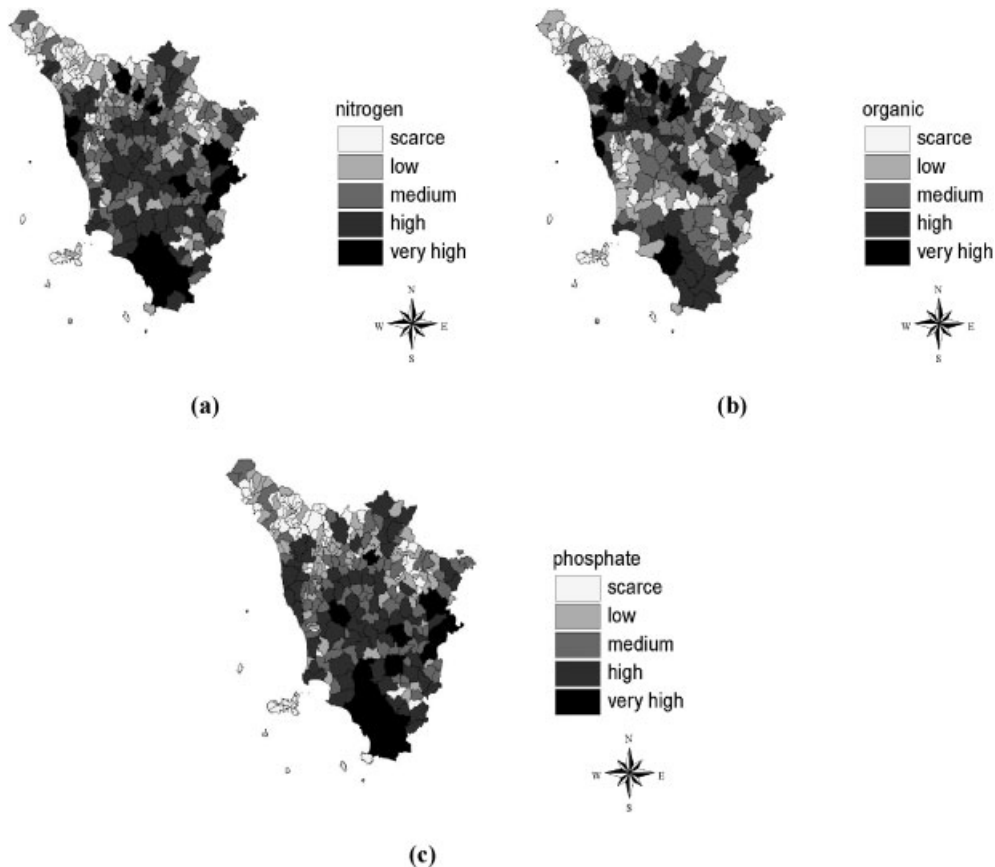 nitrogen
scarce
low
medium
high
very high
N
W E
S
(a)
organic
scarce
low
medium
high
very high
N
W E
S
(b)
phosphate
scarce
low
medium
high
very high
N
W E
S
(c)